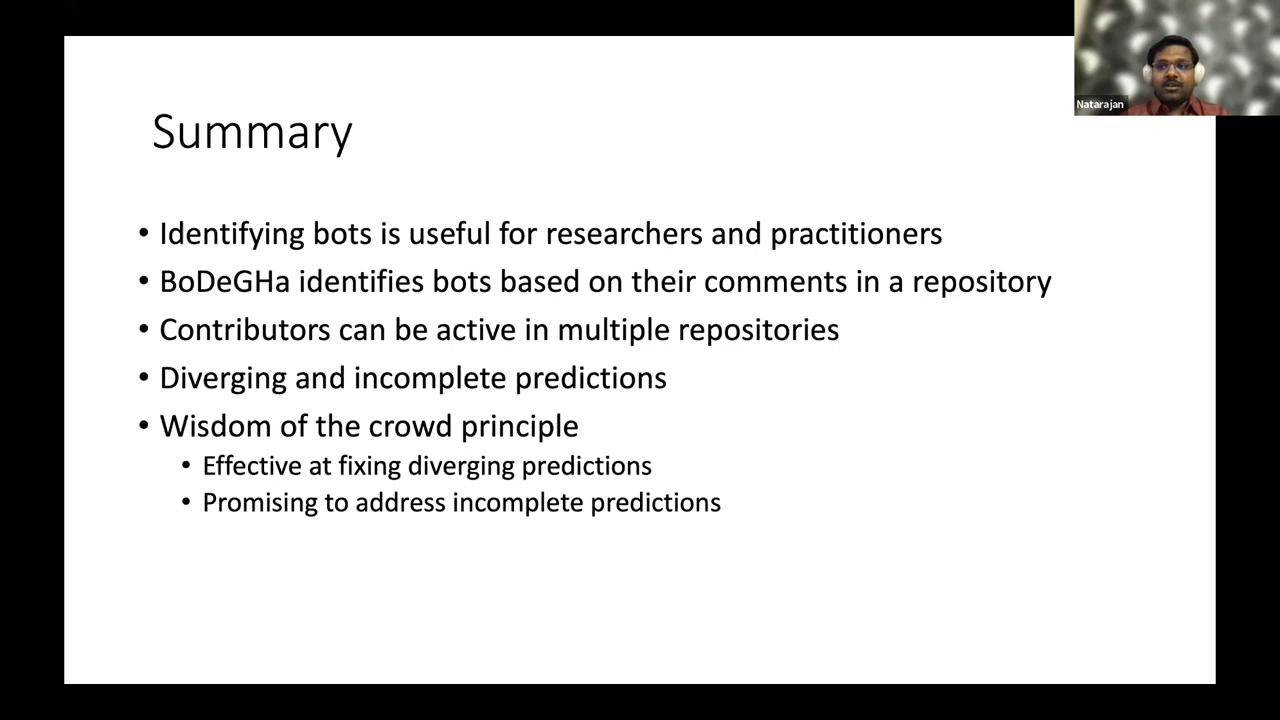 Natarajan
Summary
• Identifying bots is useful for researchers and practitioners
• BoDeGHa identifies bots based on their comments in a repository
• Contributors can be active in multiple repositories
• Diverging and incomplete predictions
• Wisdom of the crowd principle
• Effective at fixing diverging predictions
• Promising to address incomplete predictions